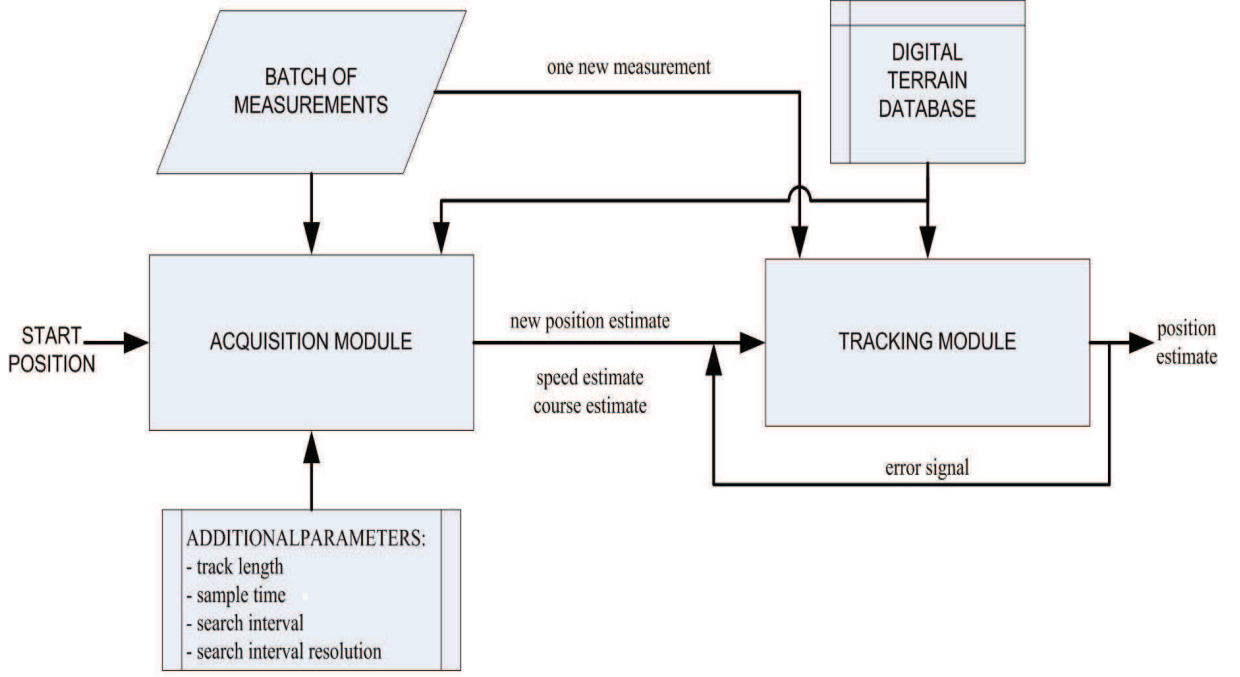 BATCH OF
MEASUREMENTS
one new measurement
DIGITAL
TERRAIN
DATABASE
START
POSITION
ACQUISITION MODULE
new position estimate
speed estimate
course estimate
TRACKING MODULE
position
estimate
error signal
ADDITIONALPARAMETERS:
- track length
- sample time
- search interval
- search interval resolution